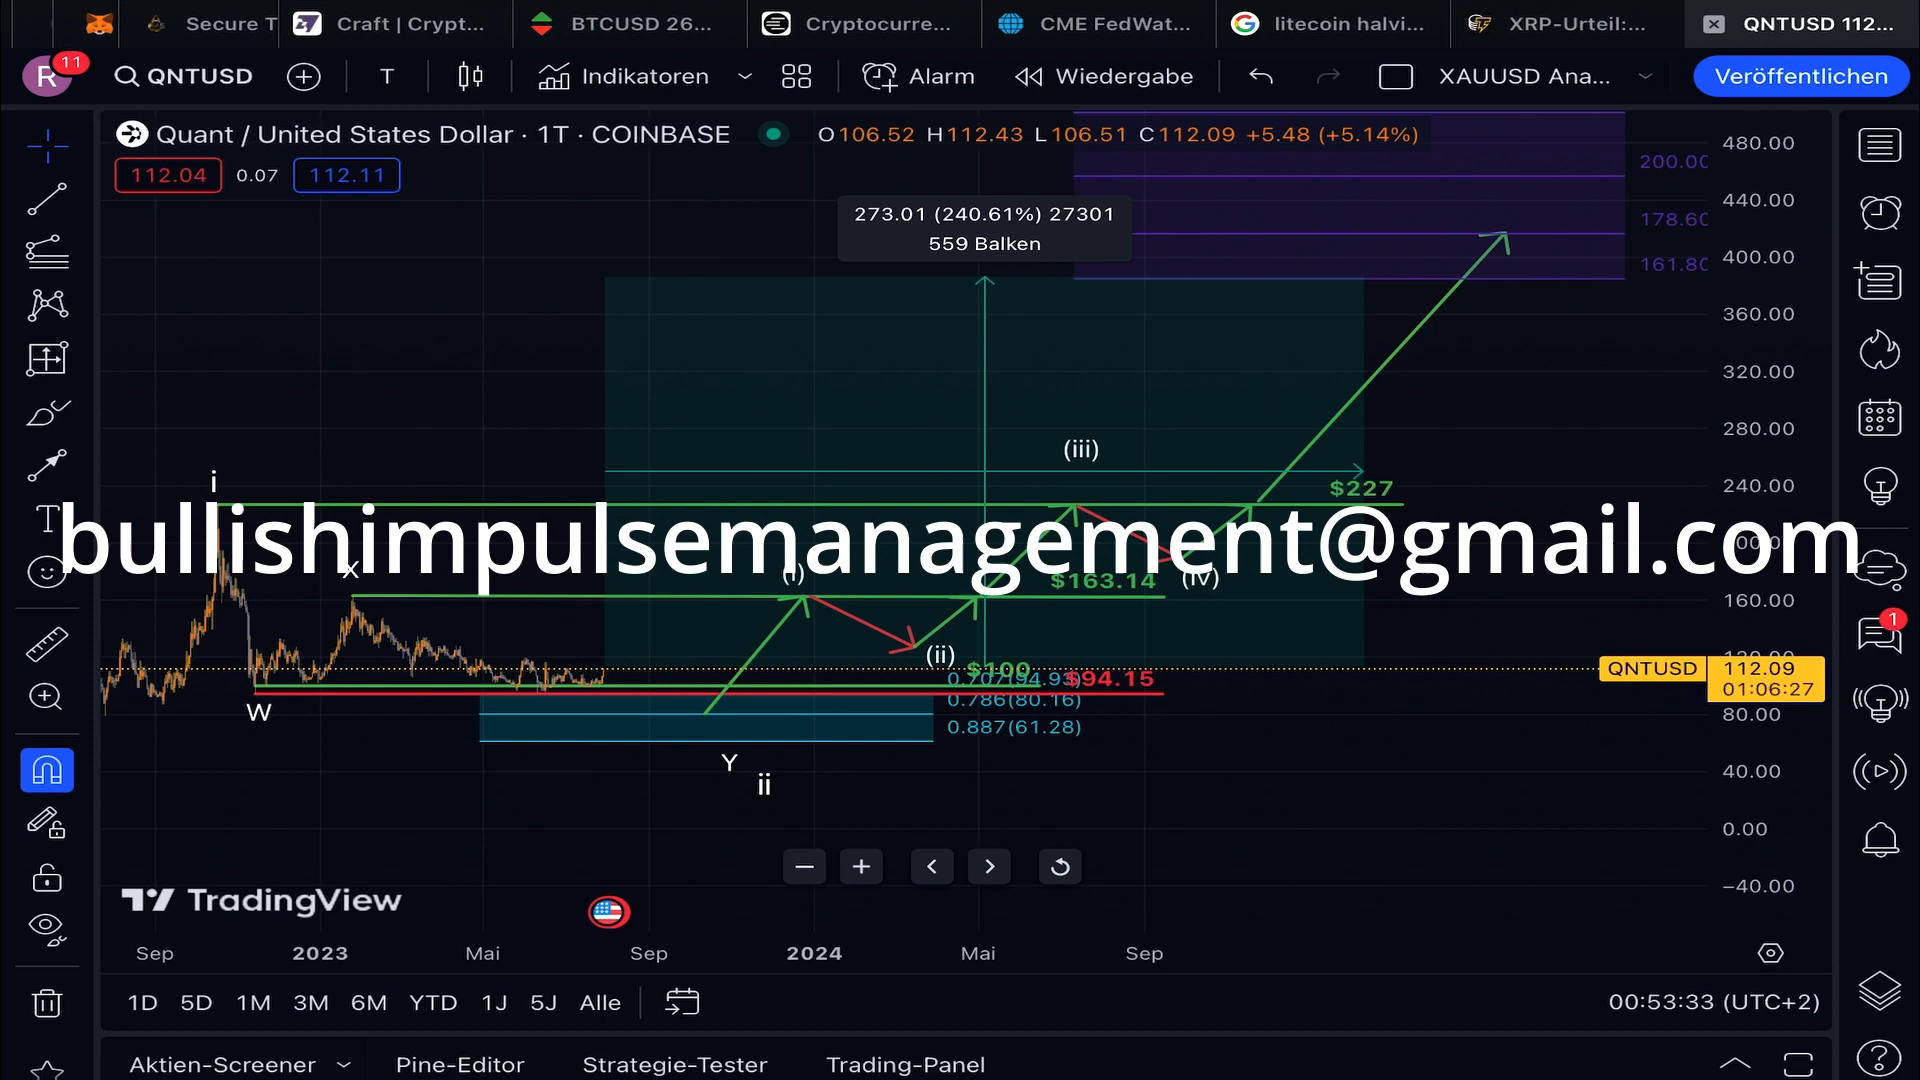 Secure T
Craft | Crypt...
BTCUSD 26...
Cryptocurre...
CME FedWat...
litecoin halvi...
XRP-Urteil:...
QNTUSD 112...
R
11
QNTUSD
T
Indikatoren
Alarm
Wiedergabe
XAUUSD Ana...
Veröffentlichen
Quant / United States Dollar · 1T · COINBASE
O106.52 H112.43 L106.51 C112.09 +5.48 (+5.14%)
112.04
0.07
112.11
273.01 (240.61%) 27301
559 Balken
200.00
178.60
161.80
480.00
440.00
400.00
360.00
320.00
280.00
240.00
200.00
160.00
120.00
80.00
40.00
0.00
−40.00
(iii)
$227
i
bullishimpulsemanagement@gmail.com
X
(i)
$163.14
(iv)
(ii)
$100
0.707(94.93)
$94.15
0.786(80.16)
0.887(61.28)
QNTUSD
112.09
01:06:27
W
Y
ii
TradingView
Sep
2023
Mai
Sep
2024
Mai
Sep
1D 5D 1M 3M 6M YTD 1J 5J Alle
00:53:33 (UTC+2)
1
Aktien-Screener
Pine-Editor
Strategie-Tester
Trading-Panel